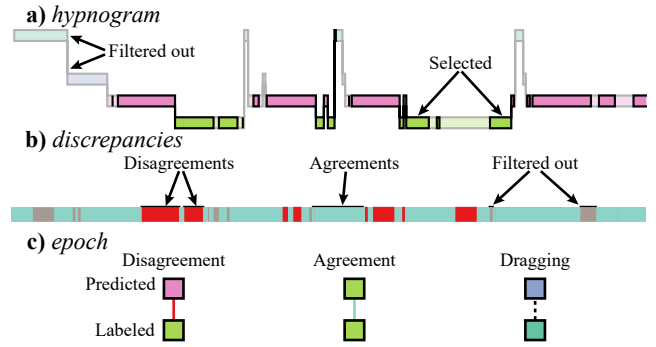 a) hypnogram
Filtered out
Selected
b) discrepancies
Disagreements
Agreements
Filtered out
c) epoch
Disagreement
Agreement
Dragging
Predicted
Labeled